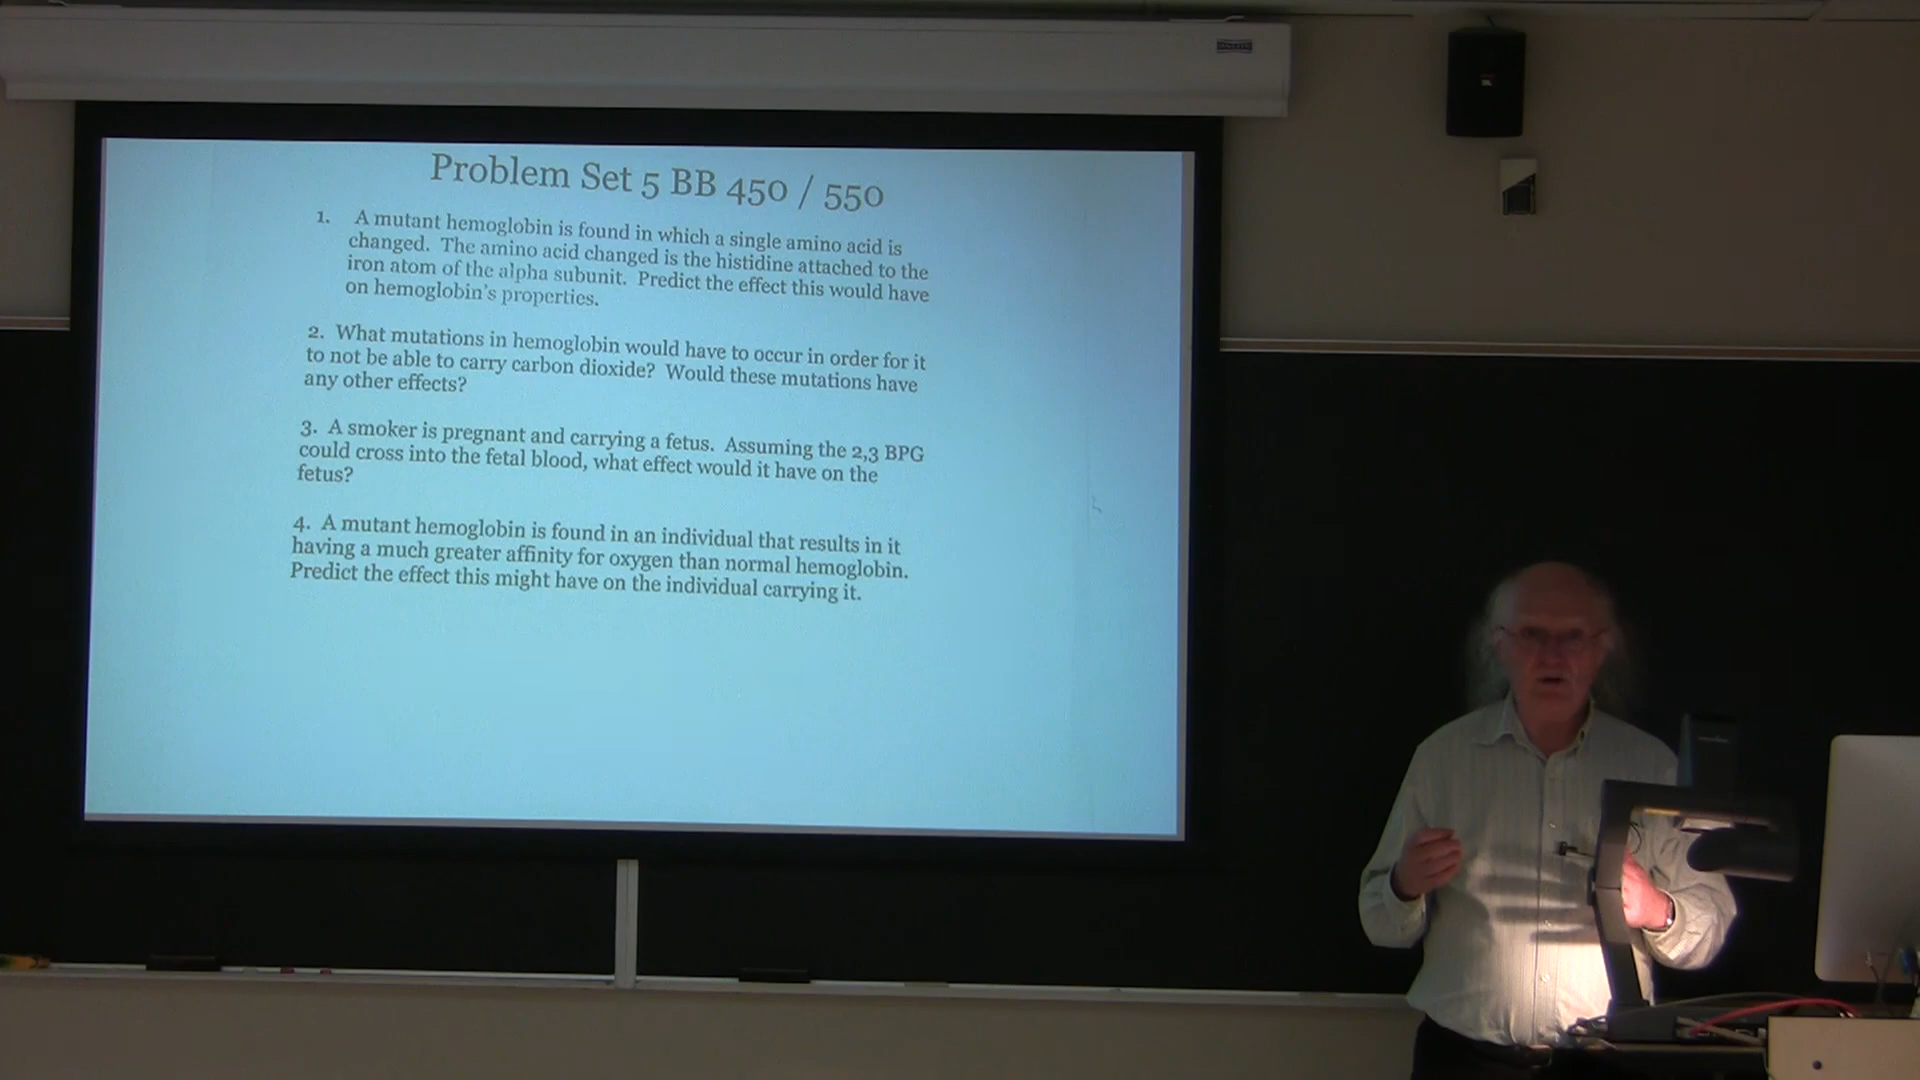 Problem Set 5 BB 450 / 550
1. A mutant hemoglobin is found in which a single amino acid is
changed. The amino acid changed is the histidine attached to the
iron atom of the alpha subunit. Predict the effect this would have
on hemoglobin's properties.
2. What mutations in hemoglobin would have to occur in order for it
to not be able to carry carbon dioxide? Would these mutations have
any other effects?
3. A smoker is pregnant and carrying a fetus. Assuming the 2,3 BPG
could cross into the fetal blood, what effect would it have on the
fetus?
4. A mutant hemoglobin is found in an individual that results in it
having a much greater affinity for oxygen than normal hemoglobin.
Predict the effect this might have on the individual carrying it.